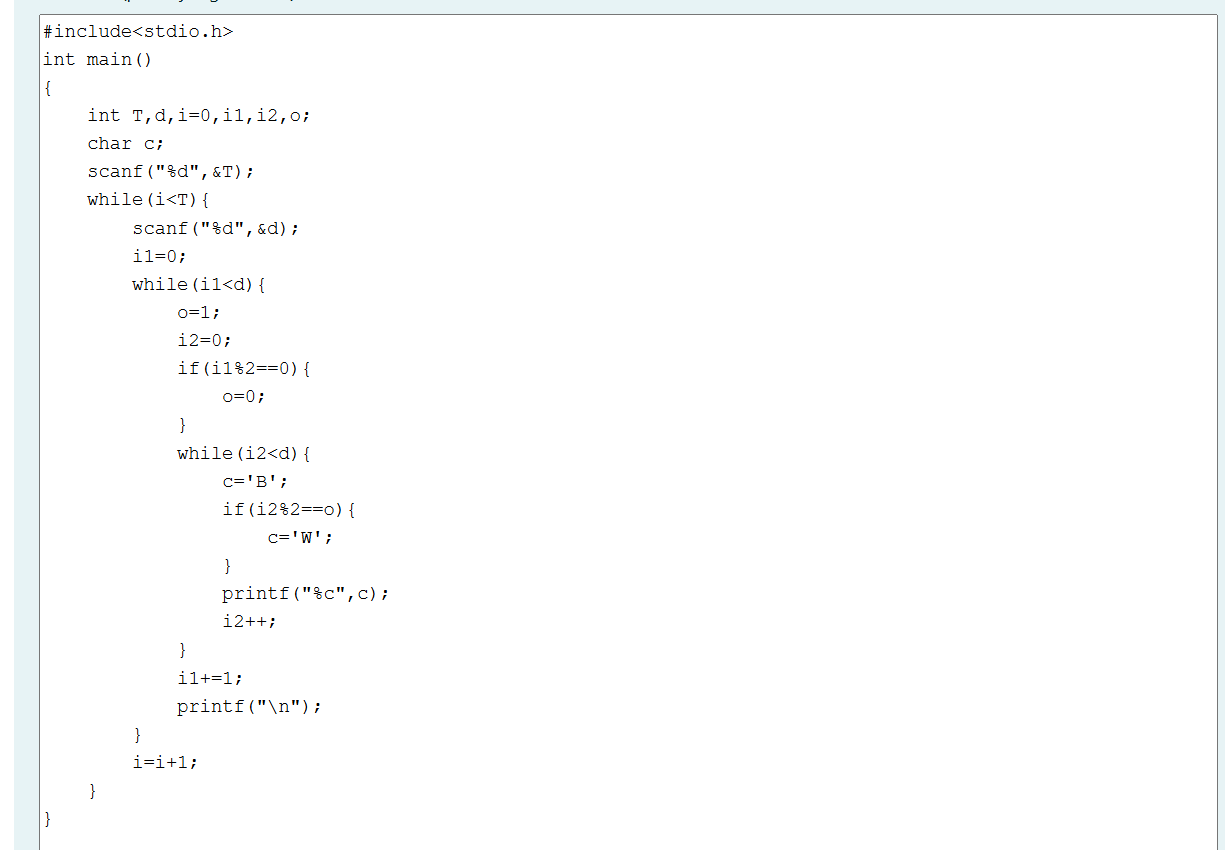 #include<stdio.h>
int main()
{
    int T,d,i=0,i1,i2,o;
    char c;
    scanf("%d",&T);
    while(i<T){
        scanf("%d",&d);
        i1=0;
        while(i1<d){
            o=1;
            i2=0;
            if(i1%2==0){
                o=0;
            }
            while(i2<d){
                c='B';
                if(i2%2==o){
                    c='W';
                }
                printf("%c",c);
                i2++;
            }
            i1+=1;
            printf("\n");
        }
        i=i+1;
    }
}